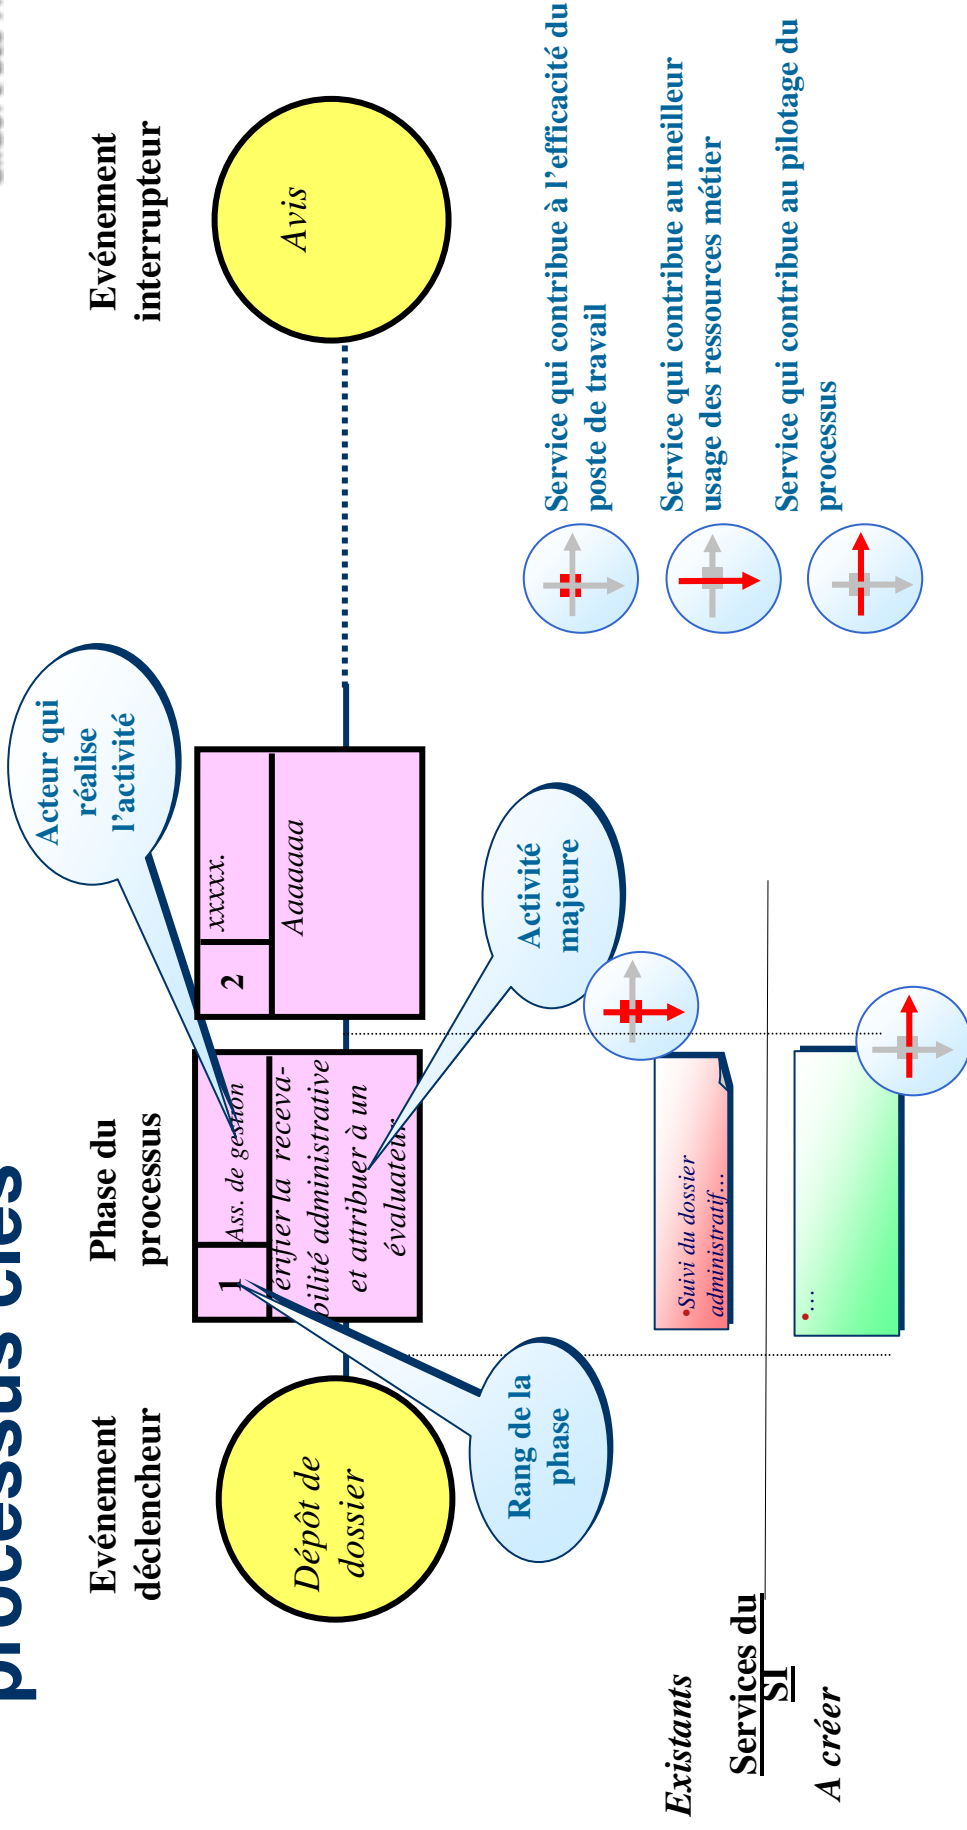 processus clés
Evénement
déclencheur
Phase du
processus
Evénement
interrupteur
Acteur qui
réalise
l’activité
1
Ass. de gestion
érifier la receva-
bilité administrative
et attribuer à un
évaluateur
2
xxxxx.
Aaaaaaa
Dépôt de
dossier
Avis
Rang de la
phase
Activité
majeure
Service qui contribue à l’efficacité du
poste de travail
Service qui contribue au meilleur
usage des ressources métier
Service qui contribue au pilotage du
processus
Existants
•Suivi du dossier
administratif…
Services du
SI
A créer
•…